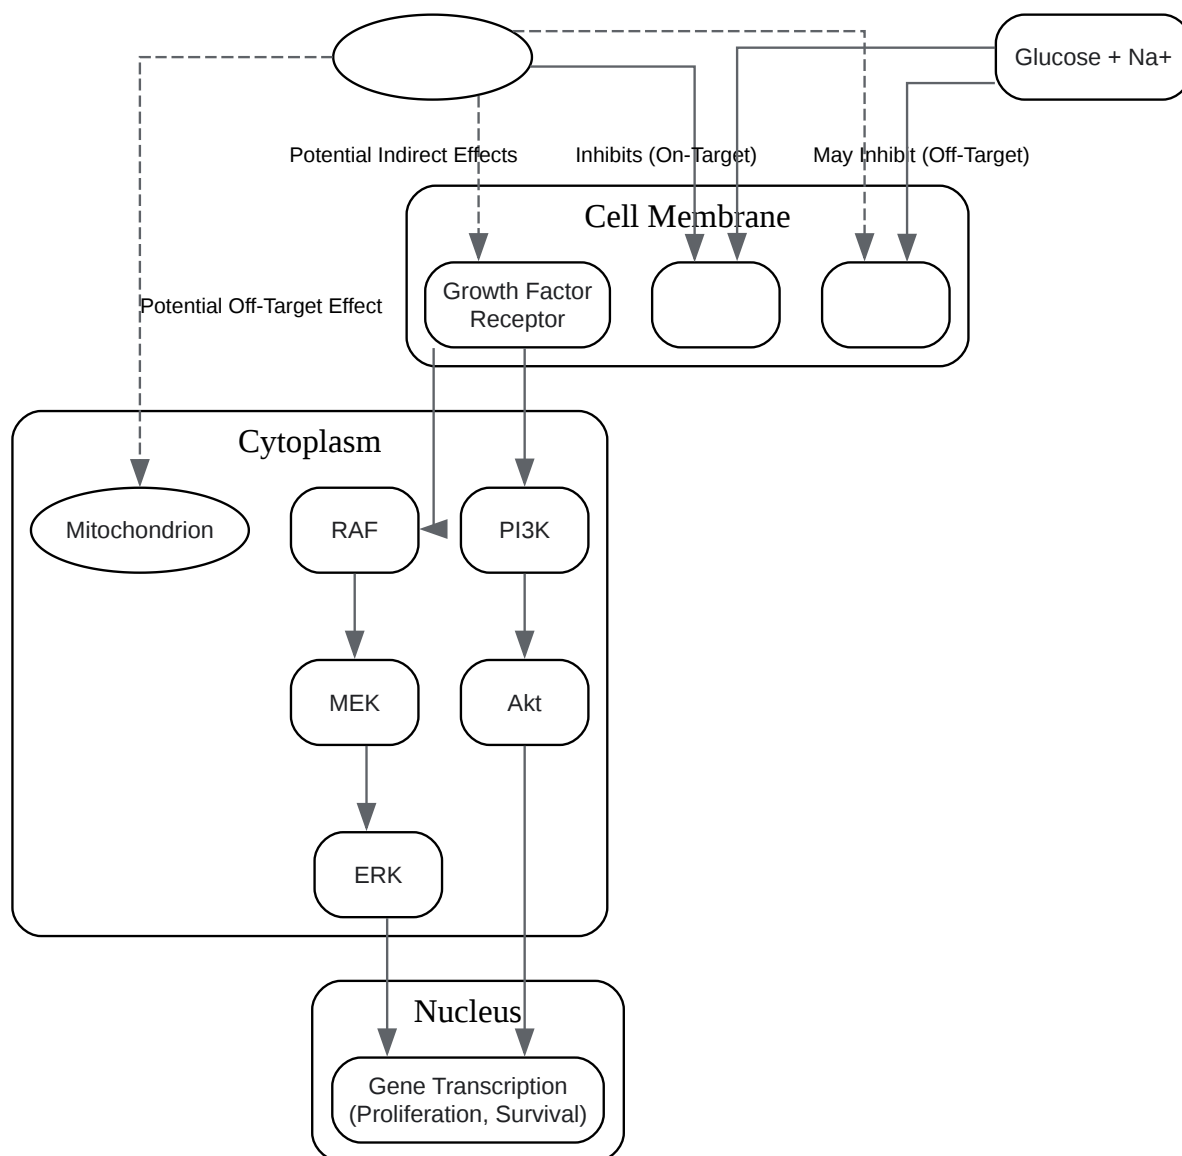 Glucose + Na+
Potential Indirect Effects
Inhibits (On-Target)
May Inhibit (Off-Target)
Cell Membrane
Growth Factor
Receptor
Potential Off-Target Effect
Cytoplasm
Mitochondrion
RAF
PI3K
MEK
Akt
ERK
Nucleus
Gene Transcription
(Proliferation, Survival)